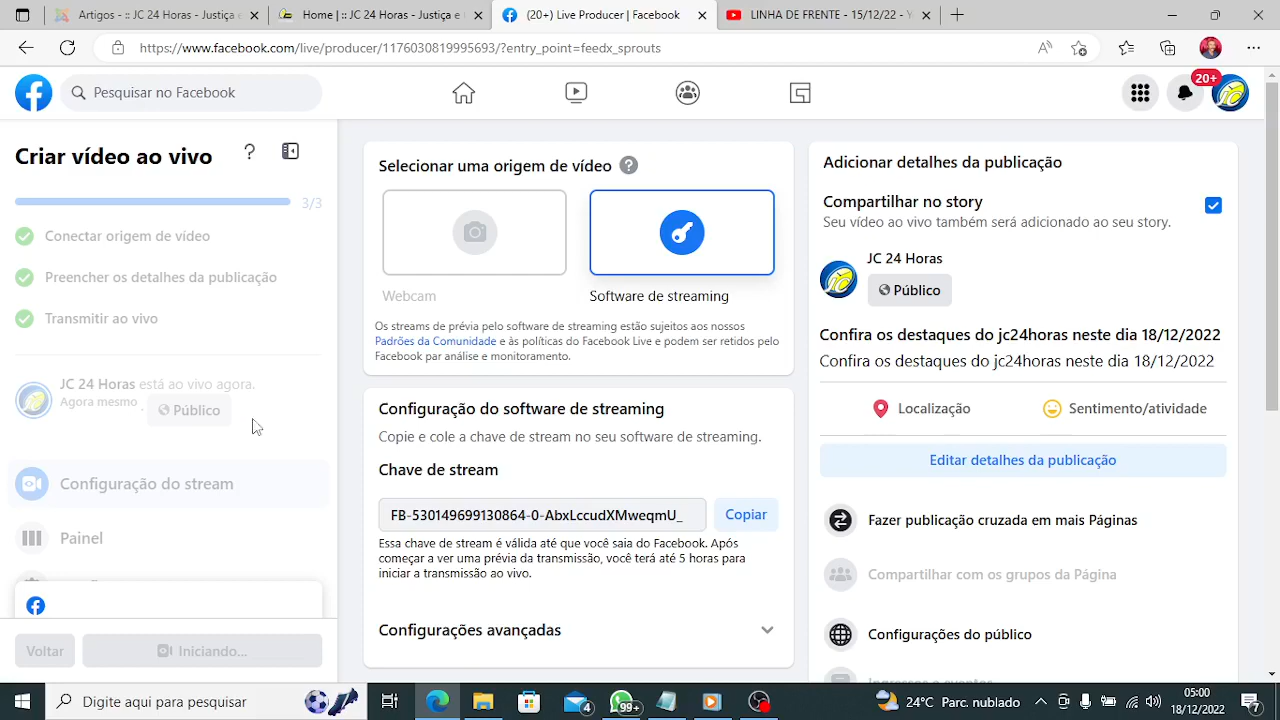 Artigos - :: JC 24 Horas - Justiça e
Home | :: JC 24 Horas - Justiça e J
(20+) Live Producer | Facebook
LINHA DE FRENTE - 15/12/22 - Y
https://www.facebook.com/live/producer/1176030819995693/?entry_point=feedx_sprouts
Pesquisar no Facebook
20+
Criar vídeo ao vivo
3/3
Conectar origem de vídeo
Preencher os detalhes da publicação
Transmitir ao vivo
JC 24 Horas está ao vivo agora.
Agora mesmo · Público
Configuração do stream
Painel
Voltar
Iniciando...
Selecionar uma origem de vídeo
Webcam
Software de streaming
Os streams de prévia pelo software de streaming estão sujeitos aos nossos
Padrões da Comunidade e às políticas do Facebook Live e podem ser retidos pelo
Facebook par análise e monitoramento.
Configuração do software de streaming
Copie e cole a chave de stream no seu software de streaming.
Chave de stream
FB-530149699130864-0-AbxLccudXMweqmU_
Copiar
Essa chave de stream é válida até que você saia do Facebook. Após
começar a ver uma prévia da transmissão, você terá até 5 horas para
iniciar a transmissão ao vivo.
Configurações avançadas
Adicionar detalhes da publicação
Compartilhar no story
Seu vídeo ao vivo também será adicionado ao seu story.
JC 24 Horas
Público
Confira os destaques do jc24horas neste dia 18/12/2022
Confira os destaques do jc24horas neste dia 18/12/2022
Localização
Sentimento/atividade
Editar detalhes da publicação
Fazer publicação cruzada em mais Páginas
Compartilhar com os grupos da Página
Configurações do público
Ingressos e eventos
Digite aqui para pesquisar
4
99+
24°C Parc. nublado
05:00
18/12/2022
7